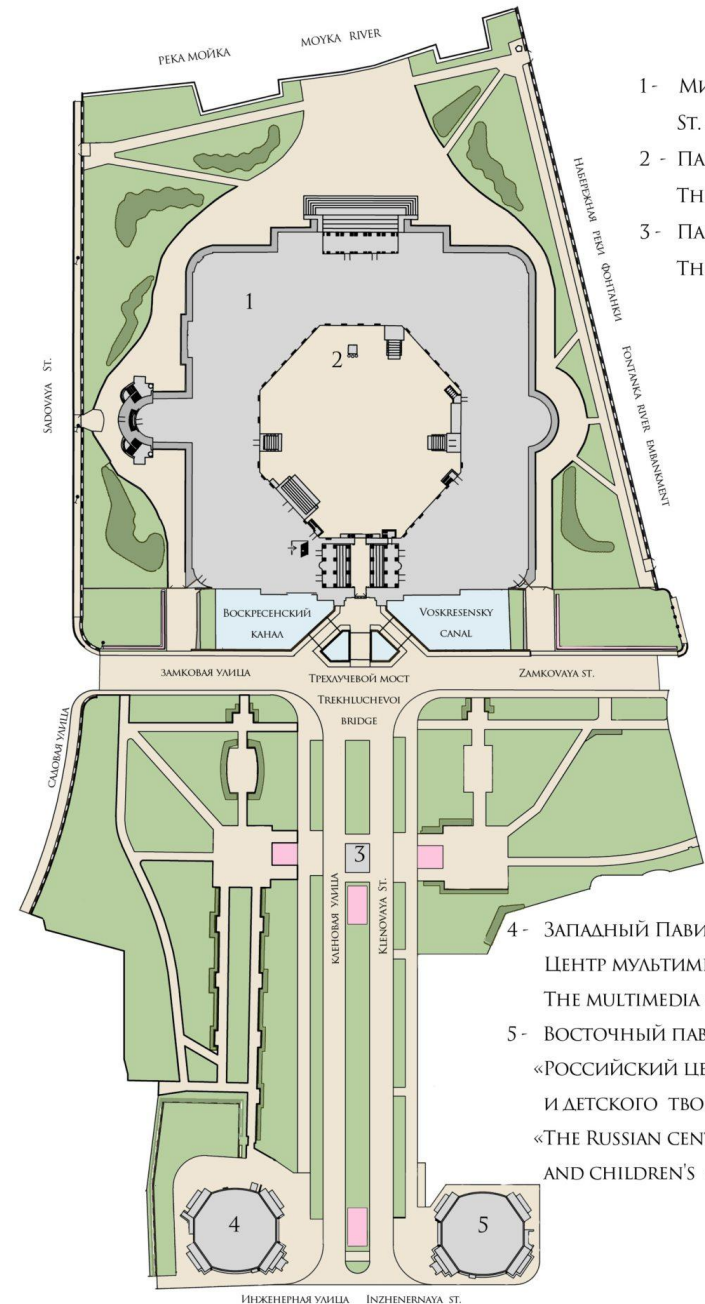 РЕКА МОЙКА MOYKA RIVER
1 -
ST.
2 -
3 -
НАБЕРЕЖНАЯ РЕКИ ФОНТАНКИ FONTANKA RIVER EMBANKMENT
SADOVAYA ST.
1
2
ВОСКРЕСЕНСКИЙ
КАНАЛ
VOSKRESENSKY
CANAL
ЗАМКОВАЯ УЛИЦА
ТРЕХЛУЧЕВОЙ МОСТ
TREKHLUCHEVOI
BRIDGE
ZAMKOVAYA ST.
САДОВАЯ УЛИЦА
3
КЛЕНОВАЯ УЛИЦА
KLENOVAYA ST.
4 - ЗАПАДНЫЙ
ЦЕНТР
THE MULTIMEDIA
5 - ВОСТОЧНЫЙ
«РОССИЙСКИЙ
И ДЕТСКОГО
«THE RUSSIAN
AND CHILDREN'S
4
5
ИНЖЕНЕРНАЯ УЛИЦА INZHENERNAYA ST.